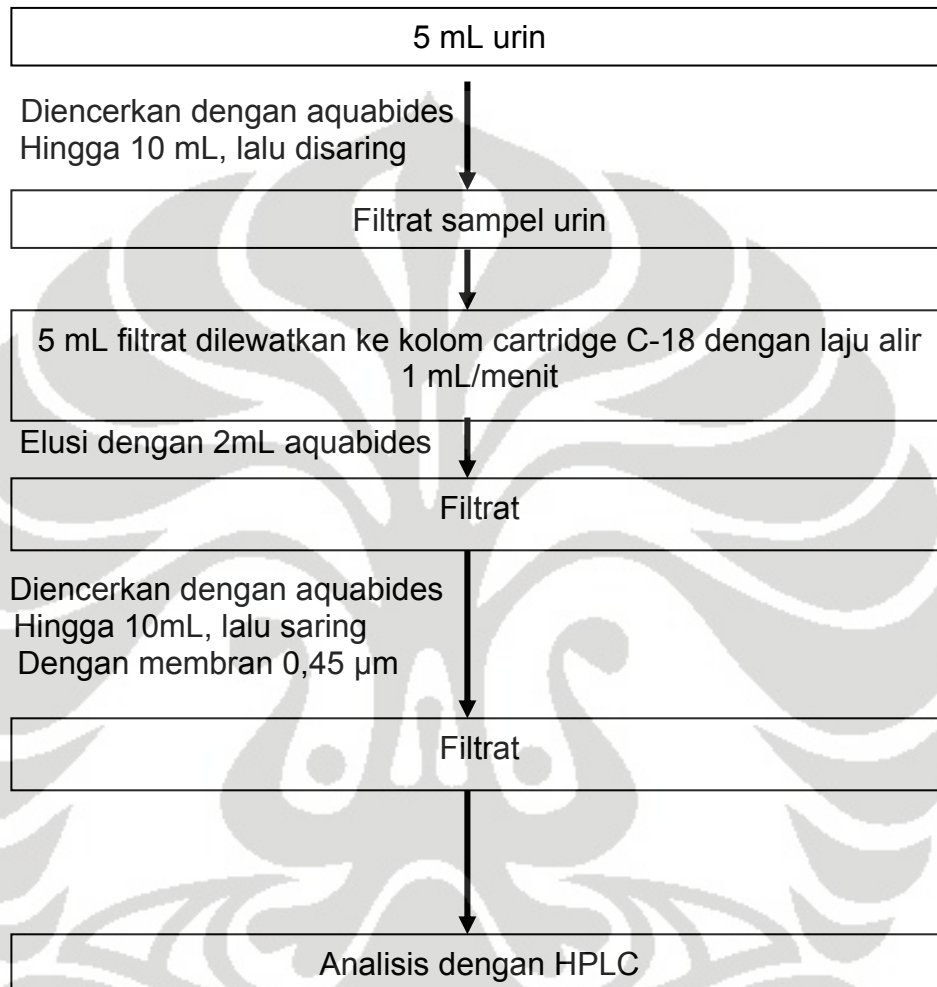 5 mL urin
Diencerkan dengan aquabides
Hingga 10 mL, lalu disaring
Filtrat sampel urin
5 mL filtrat dilewatkan ke kolom cartridge C-18 dengan laju alir
1 mL/menit
Elusi dengan 2mL aquabides
Filtrat
Diencerkan dengan aquabides
Hingga 10mL, lalu saring
Dengan membran 0,45 µm
Filtrat
Analisis dengan HPLC